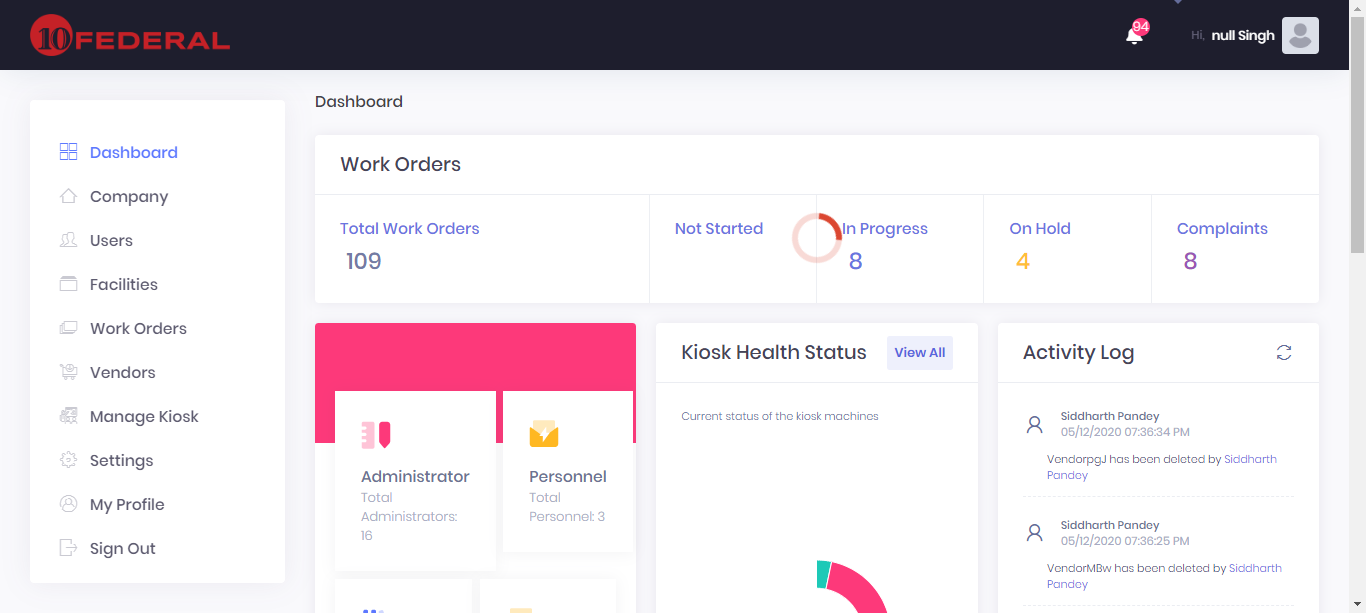 10 FEDERAL
94
Hi, null Singh
Dashboard
Company
Users
Facilities
Work Orders
Vendors
Manage Kiosk
Settings
My Profile
Sign Out
Dashboard
Work Orders
Total Work Orders
109
Not Started
In Progress
8
On Hold
4
Complaints
8
Administrator
Total
Administrators:
16
Personnel
Total
Personnel: 3
Kiosk Health Status
View All
Current status of the kiosk machines
Activity Log
Siddharth Pandey
05/12/2020 07:36:34 PM
VendorpgJ has been deleted by Siddharth
Pandey
Siddharth Pandey
05/12/2020 07:36:25 PM
VendorMBw has been deleted by Siddharth
Pandey